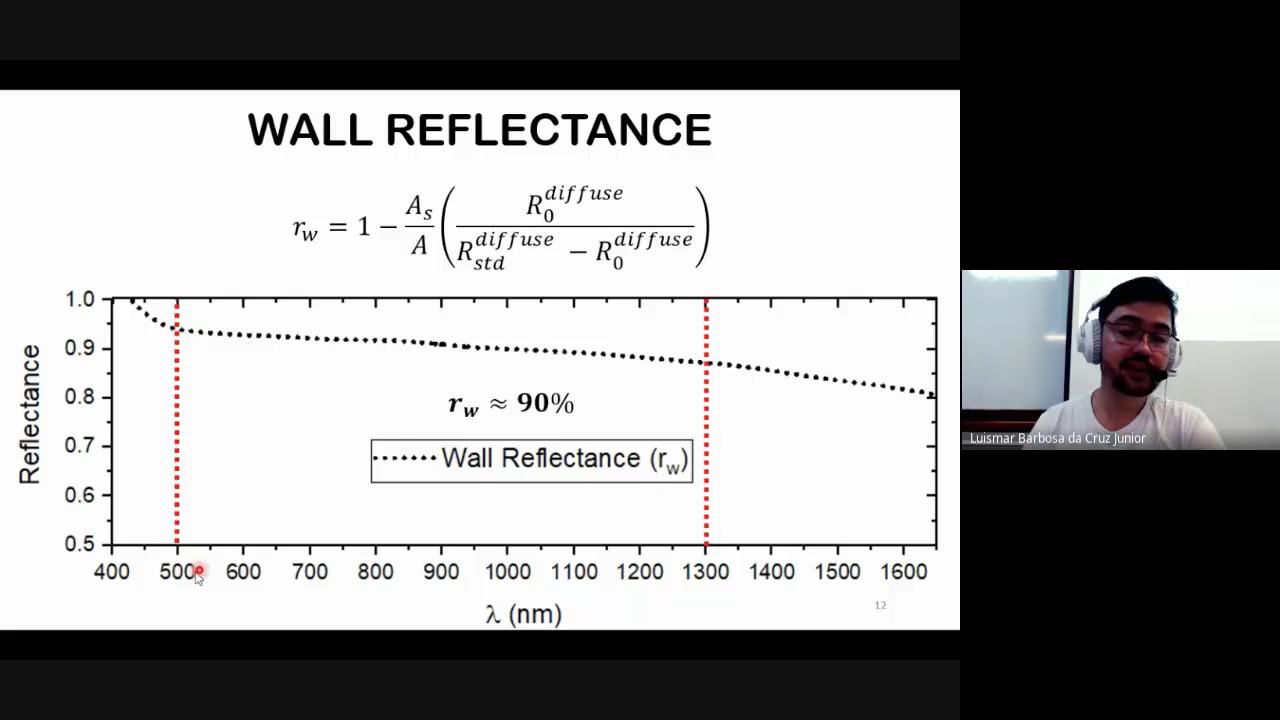 WALL REFLECTANCE
r_w = 1 − A_s/A (R_0^diffuse / (R_std^diffuse − R_0^diffuse))
1.0
0.9
0.8
0.7
0.6
0.5
Reflectance
r_w ≈ 90%
Wall Reflectance (r_w)
400 500 600 700 800 900 1000 1100 1200 1300 1400 1500 1600
λ (nm)
12
Luismar Barbosa da Cruz Junior